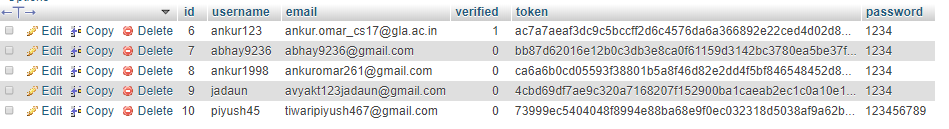 id username email verified token password
Edit Copy Delete 6 ankur123 ankur.omar_cs17@gla.ac.in 1 ac7a7aeaf3dc9c5bccff2d6c4576da6a366892e22ced4d02d8... 1234
Edit Copy Delete 7 abhay9236 abhay9236@gmail.com 0 bb87d62016e12b0c3db3e8ca0f61159d3142bc3780ea5be37f... 1234
Edit Copy Delete 8 ankur1998 ankuromar261@gmail.com 0 ca6a6b0cd05593f38801b5a8f46d82e2dd4f5bf846548452d8... 1234
Edit Copy Delete 9 jadaun avyakt123jadaun@gmail.com 0 4cbd69df7ae9c320a7168207f152900ba1caeab2ec1c0a10e1... 1234
Edit Copy Delete 10 piyush45 tiwaripiyush467@gmail.com 0 73999ec5404048f8994e88ba68e9f0ec032318d5038af9a62b... 123456789